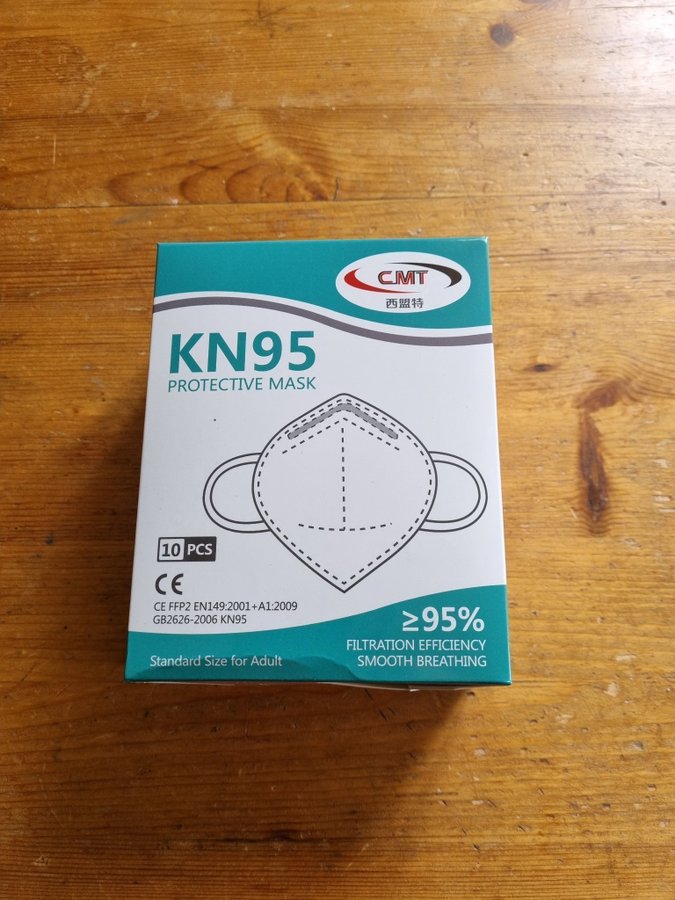 CMT
西盟特
KN95
PROTECTIVE MASK
10 PCS
CE
CE FFP2 EN149:2001+A1:2009
GB2626-2006 KN95
≥95%
FILTRATION EFFICIENCY
SMOOTH BREATHING
Standard Size for Adult